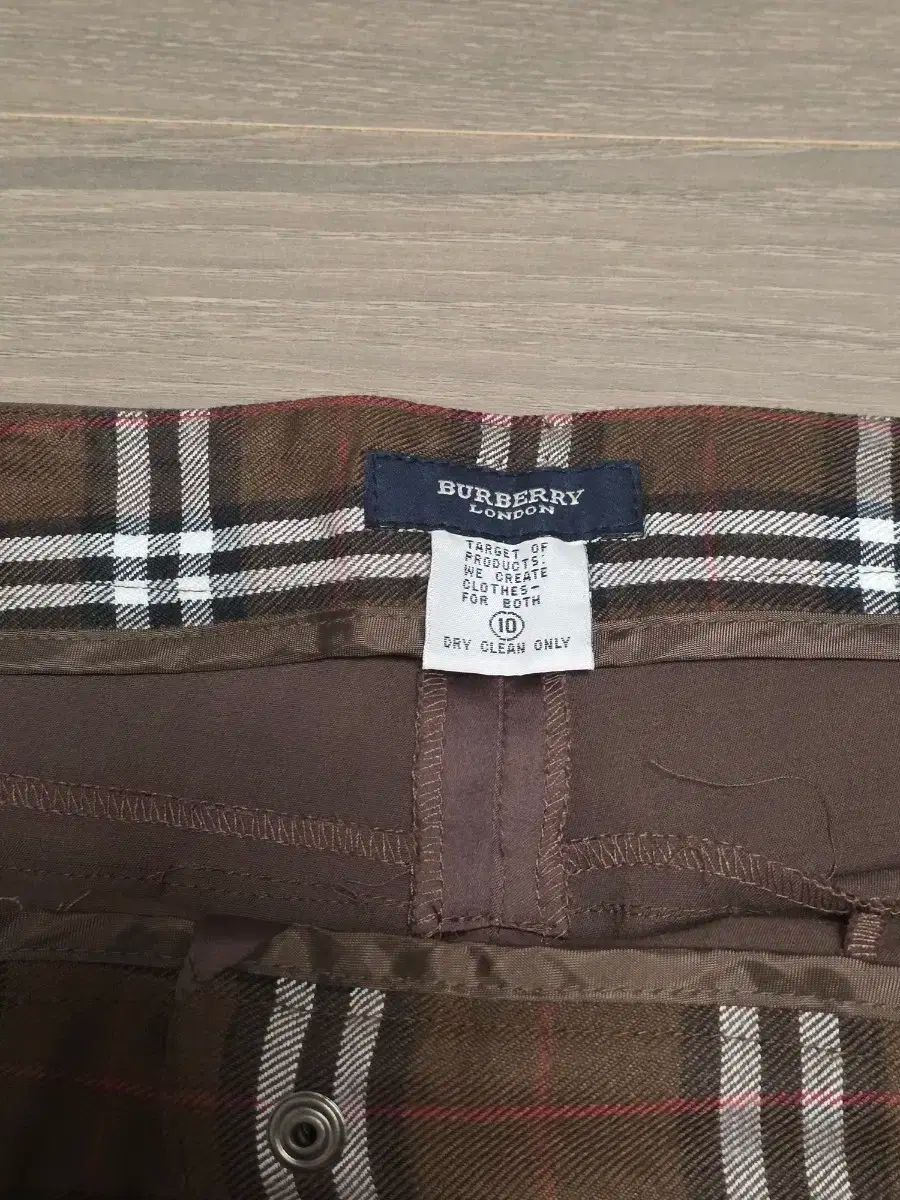 BURBERRY
LONDON
TARGET OF
PRODUCTS:
WE CREATE
CLOTHES-
FOR BOTH
10
DRY CLEAN ONLY